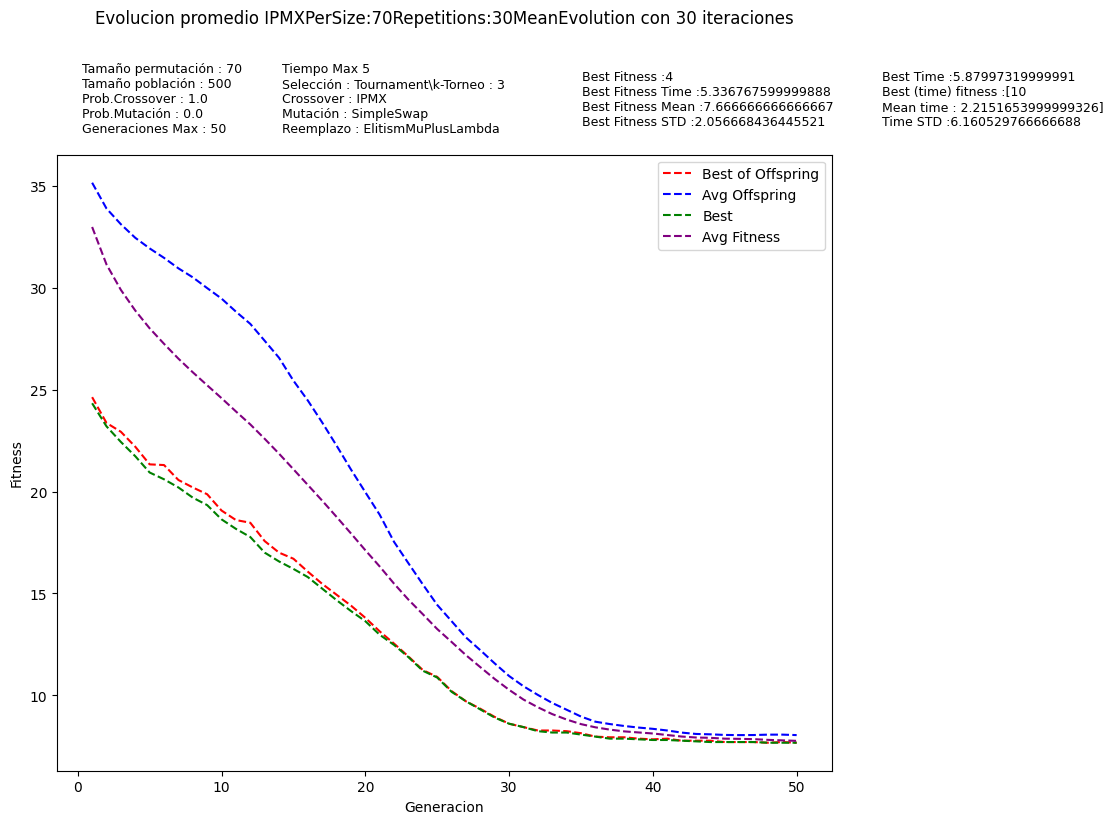 Evolucion promedio IPMXPerSize:70Repetitions:30MeanEvolution con 30 iteraciones
Tamaño permutación : 70
Tamaño población : 500
Prob.Crossover : 1.0
Prob.Mutación : 0.0
Generaciones Max : 50
Tiempo Max 5
Selección : Tournament\k-Torneo : 3
Crossover : IPMX
Mutación : SimpleSwap
Reemplazo : ElitismMuPlusLambda
Best Fitness :4
Best Fitness Time :5.336767599999888
Best Fitness Mean :7.666666666666667
Best Fitness STD :2.056668436445521
Best Time :5.87997319999991
Best (time) fitness :[10
Mean time : 2.2151653999999326]
Time STD :6.160529766666688
Best of Offspring
Avg Offspring
Best
Avg Fitness
Fitness
35
30
25
20
15
10
0
10
20
30
40
50
Generacion